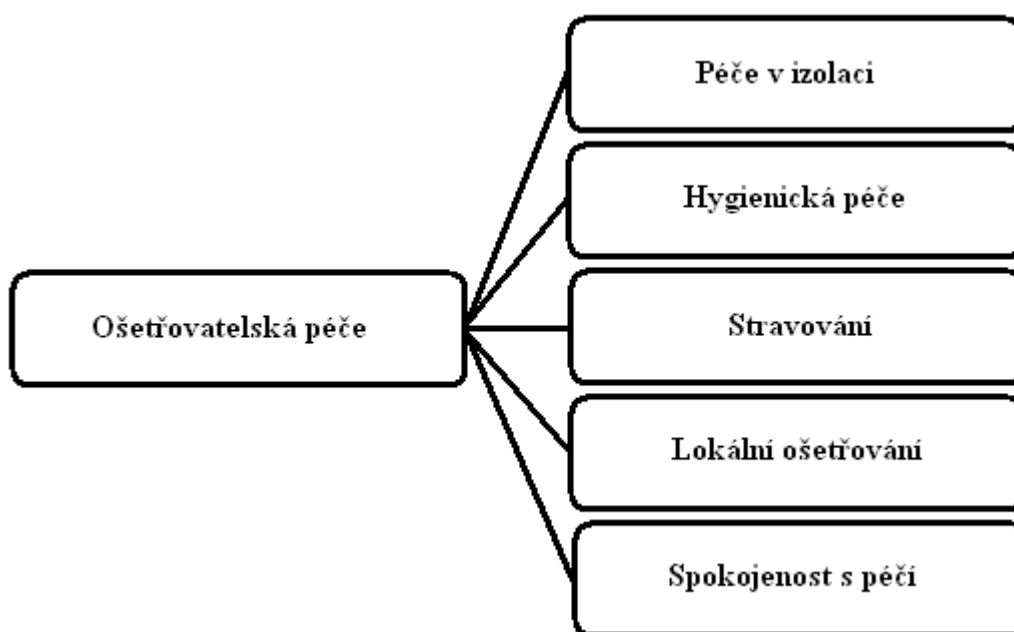 Péče v izolaci
Hygienická péče
Ošetřovatelská péče
Stravování
Lokální ošetřování
Spokojenost s péčí